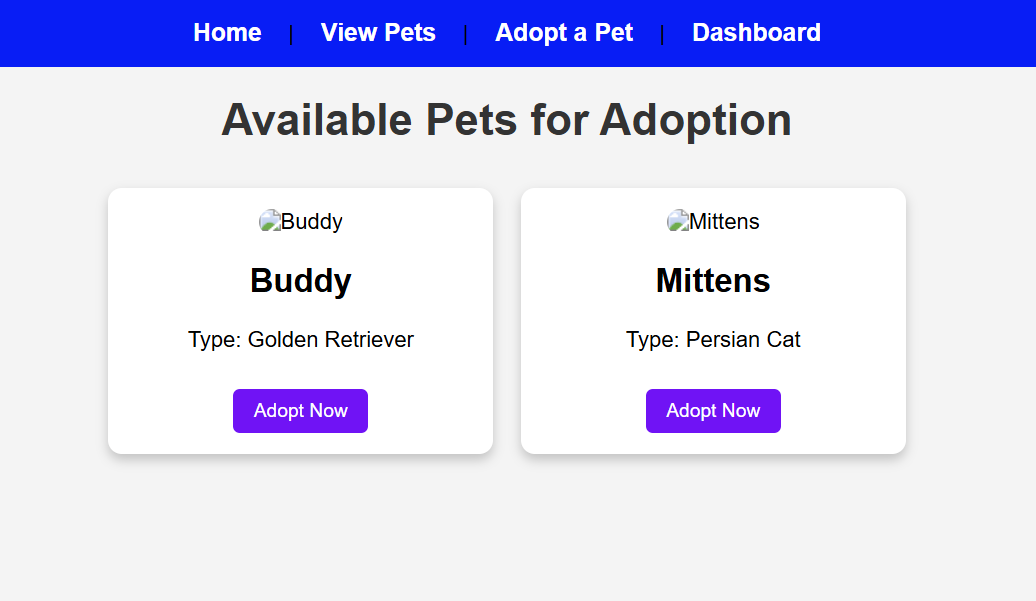 Home | View Pets | Adopt a Pet | Dashboard
Available Pets for Adoption
Buddy
Buddy
Type: Golden Retriever
Adopt Now
Mittens
Mittens
Type: Persian Cat
Adopt Now